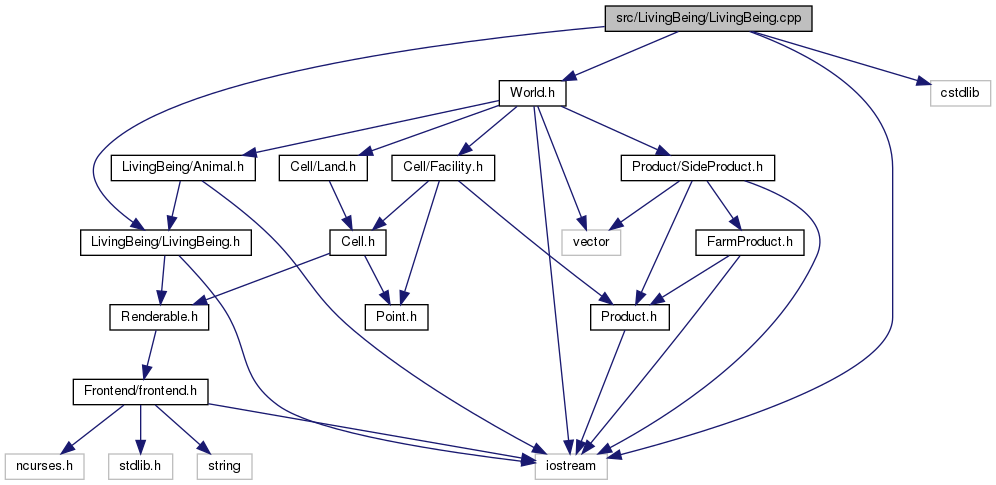 src/LivingBeing/LivingBeing.cpp
World.h
cstdlib
LivingBeing/Animal.h
Cell/Land.h
Cell/Facility.h
Product/SideProduct.h
LivingBeing/LivingBeing.h
Cell.h
vector
FarmProduct.h
Renderable.h
Point.h
Product.h
Frontend/frontend.h
ncurses.h
stdlib.h
string
iostream